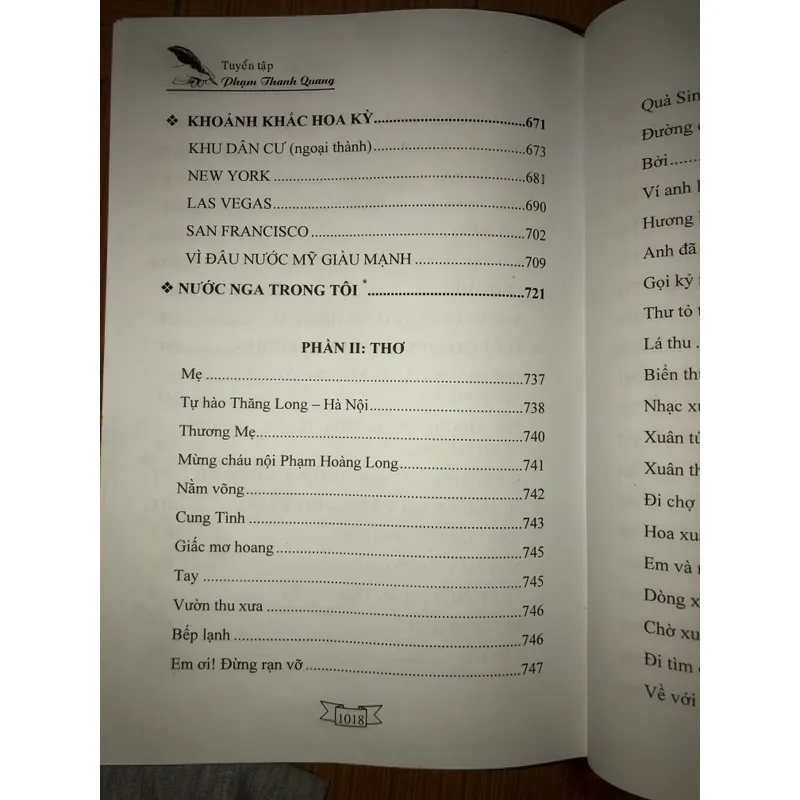 Tuyển tập
Phạm Thanh Quang
❖ KHOẢNH KHẮC HOA KỲ.....................................671
KHU DÂN CƯ (ngoại thành)....................................673
NEW YORK.....................................................681
LAS VEGAS....................................................690
SAN FRANCISCO................................................702
VÌ ĐÂU NƯỚC MỸ GIÀU MẠNH.....................................709
❖ NƯỚC NGA TRONG TÔI *.......................................721
PHẦN II: THƠ
Mẹ...........................................................737
Tự hào Thăng Long – Hà Nội...................................738
Thương Mẹ....................................................740
Mừng cháu nội Phạm Hoàng Long................................741
Nằm võng.....................................................742
Cung Tình....................................................743
Giấc mơ hoang................................................745
Tay..........................................................745
Vườn thu xưa.................................................746
Bếp lạnh.....................................................746
Em ơi! Đừng rạn vỡ...........................................747
1018
Quà Sin
Đường
Bởi.......
Ví anh
Hương
Anh đã
Gọi kỷ
Thư tỏ
Lá thu .
Biển
Nhạc
Xuân
Xuân
Đi chợ
Hoa
Em và
Dòng
Chờ
Đi tìm
Về với